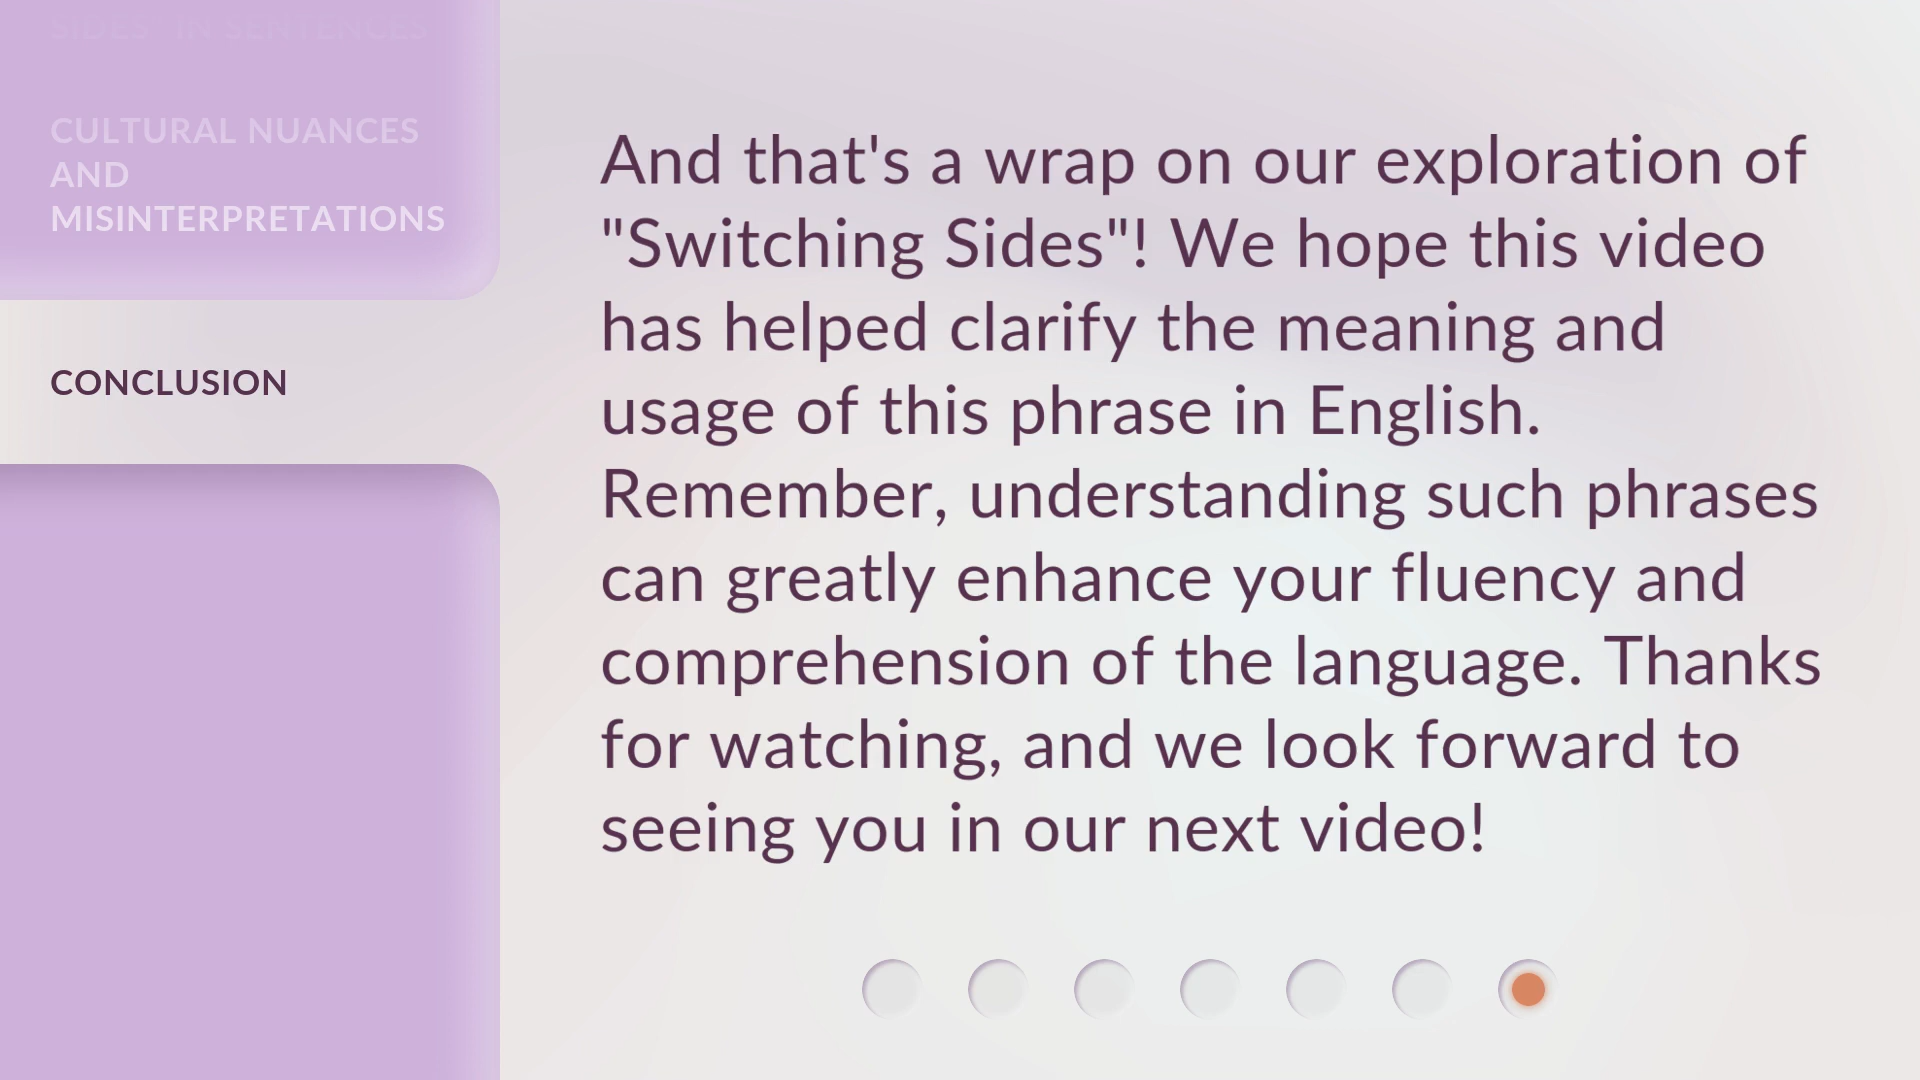 SIDES" IN SENTENCES
CULTURAL NUANCES
AND
MISINTERPRETATIONS
CONCLUSION
And that's a wrap on our exploration of
"Switching Sides"! We hope this video
has helped clarify the meaning and
usage of this phrase in English.
Remember, understanding such phrases
can greatly enhance your fluency and
comprehension of the language. Thanks
for watching, and we look forward to
seeing you in our next video!